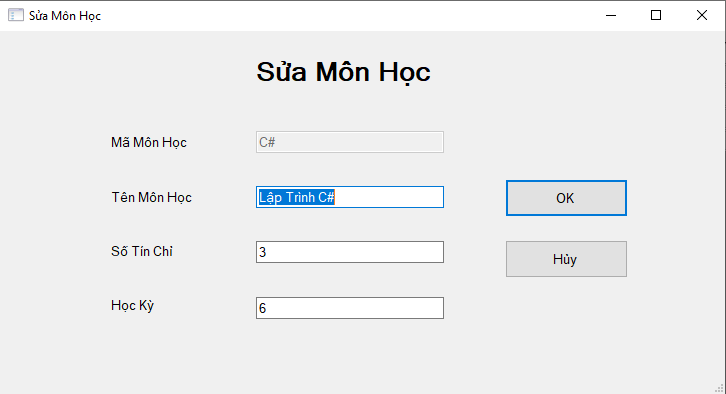 Sửa Môn Học
Sửa Môn Học
Mã Môn Học
C#
Tên Môn Học
Lập Trình C#
OK
Số Tín Chỉ
3
Hủy
Học Kỳ
6